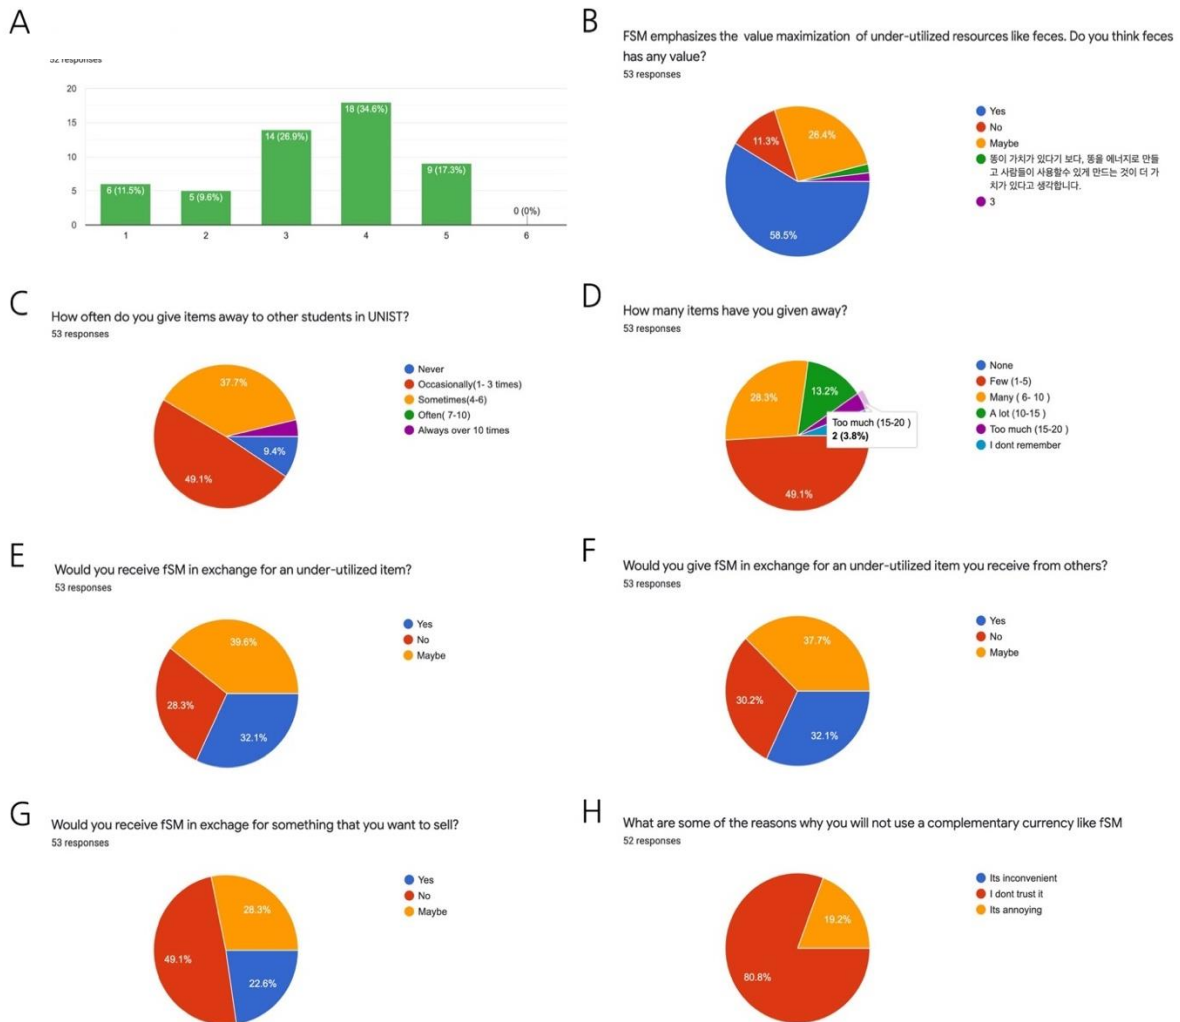 A
52 responses
20
15
10
5
0
6 (11.5%)
5 (9.6%)
14 (26.9%)
18 (34.6%)
9 (17.3%)
0 (0%)
1 2 3 4 5 6
B
FSM emphasizes the value maximization of under-utilized resources like feces. Do you think feces
has any value?
53 responses
11.3%
26.4%
58.5%
Yes
No
Maybe
똥이 가치가 있다기 보다, 똥을 에너지로 만들
고 사람들이 사용할수 있게 만드는 것이 더 가
치가 있다고 생각합니다.
3
C
How often do you give items away to other students in UNIST?
53 responses
37.7%
9.4%
49.1%
Never
Occasionally(1- 3 times)
Sometimes(4-6)
Often( 7-10)
Always over 10 times
D
How many items have you given away?
53 responses
28.3%
13.2%
49.1%
Too much (15-20 )
2 (3.8%)
None
Few (1-5)
Many ( 6- 10 )
A lot (10-15 )
Too much (15-20 )
I dont remember
E
Would you receive fSM in exchange for an under-utilized item?
53 responses
39.6%
28.3%
32.1%
Yes
No
Maybe
F
Would you give fSM in exchange for an under-utilized item you receive from others?
53 responses
37.7%
30.2%
32.1%
Yes
No
Maybe
G
Would you receive fSM in exchage for something that you want to sell?
53 responses
28.3%
49.1%
22.6%
Yes
No
Maybe
H
What are some of the reasons why you will not use a complementary currency like fSM
52 responses
19.2%
80.8%
Its inconvenient
I dont trust it
Its annoying